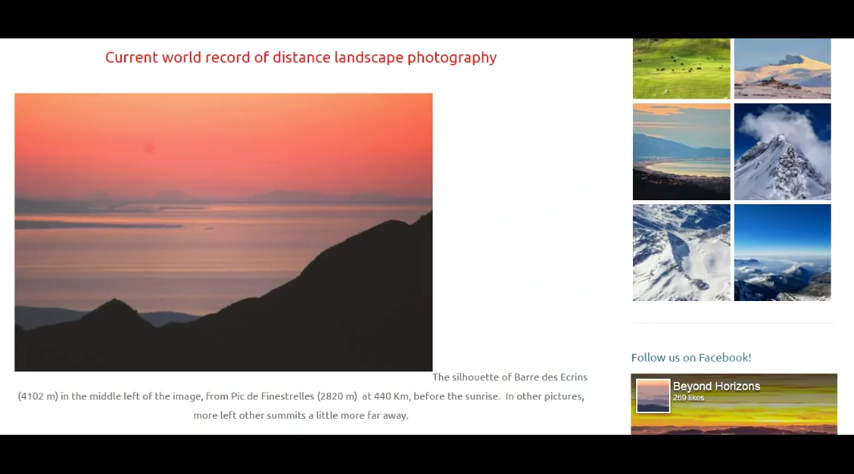 Current world record of distance landscape photography
The silhouette of Barre des Ecrins
(4102 m) in the middle left of the image, from Pic de Finestrelles (2820 m) at 440 Km, before the sunrise. In other pictures,
more left other summits a little more far away.
Follow us on Facebook!
Beyond Horizons
269 likes